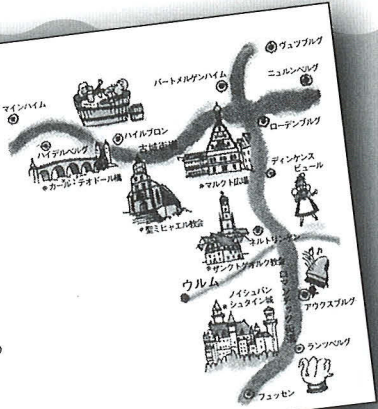 ヴュツブルグ
バートメルゲンハイム
ニュルンベルグ
マインハイム
ハイルブロン
古城街道
ローデンブルグ
ハイデルベルグ
●カール・テオドール橋
●マルクト広場
ディンケンス
ビュール
●聖ミヒャエル教会
ネルトリンゲン
●ザンクトゲオルク教会
ウルム
ノイシュバン
●シュタイン城
アウクスブルグ
ランツベルグ
フュッセン